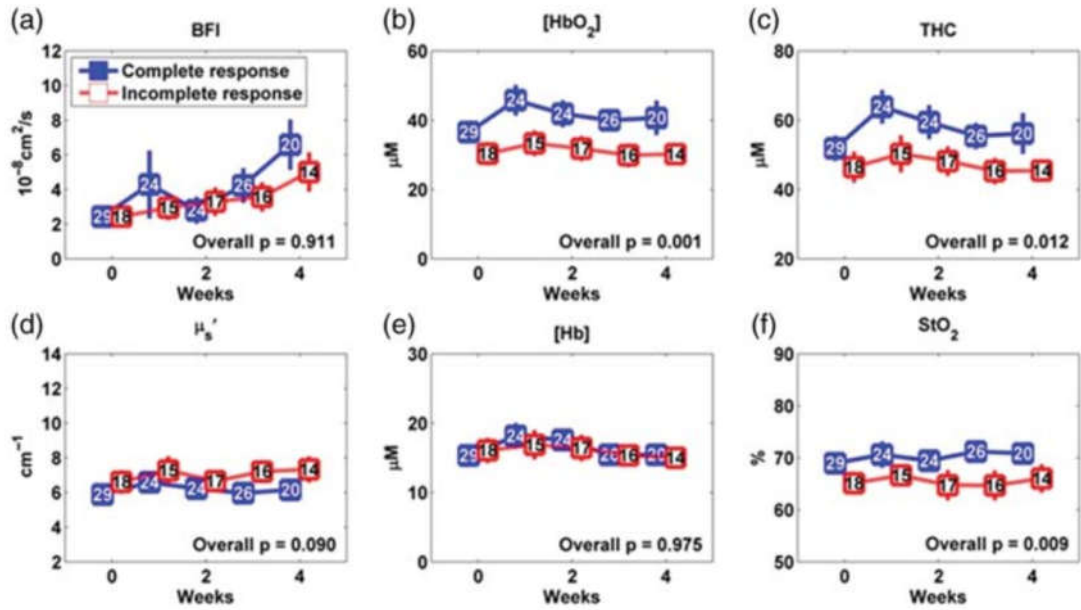 (a)
BFI
12
10
8
6
4
2
0
10⁻⁸cm²/s
Complete response
Incomplete response
29
24
24
26
20
18
15
17
16
14
Overall p = 0.911
0 2 4
Weeks
(b)
[HbO₂]
60
40
20
0
μM
29
24
24
26
20
18
15
17
16
14
Overall p = 0.001
0 2 4
Weeks
(c)
THC
80
60
40
20
μM
29
24
24
26
20
18
15
17
16
14
Overall p = 0.012
0 2 4
Weeks
(d)
μₛ′
14
12
10
8
6
4
2
cm⁻¹
29
24
24
26
20
18
15
17
16
14
Overall p = 0.090
0 2 4
Weeks
(e)
[Hb]
30
20
10
0
μM
29
24
24
26
20
18
15
17
16
14
Overall p = 0.975
0 2 4
Weeks
(f)
StO₂
90
80
70
60
50
%
29
24
24
26
20
18
15
17
16
14
Overall p = 0.009
0 2 4
Weeks